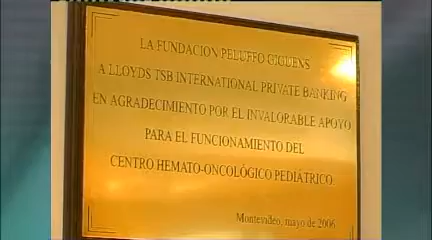 LA FUNDACION PELUFFO GIGUENS
A LLOYDS TSB INTERNATIONAL PRIVATE BANKING
EN AGRADECIMIENTO POR EL INVALORABLE APOYO
PARA EL FUNCIONAMIENTO DEL
CENTRO HEMATO-ONCOLÓGICO PEDIÁTRICO.
Montevideo, mayo de 2006